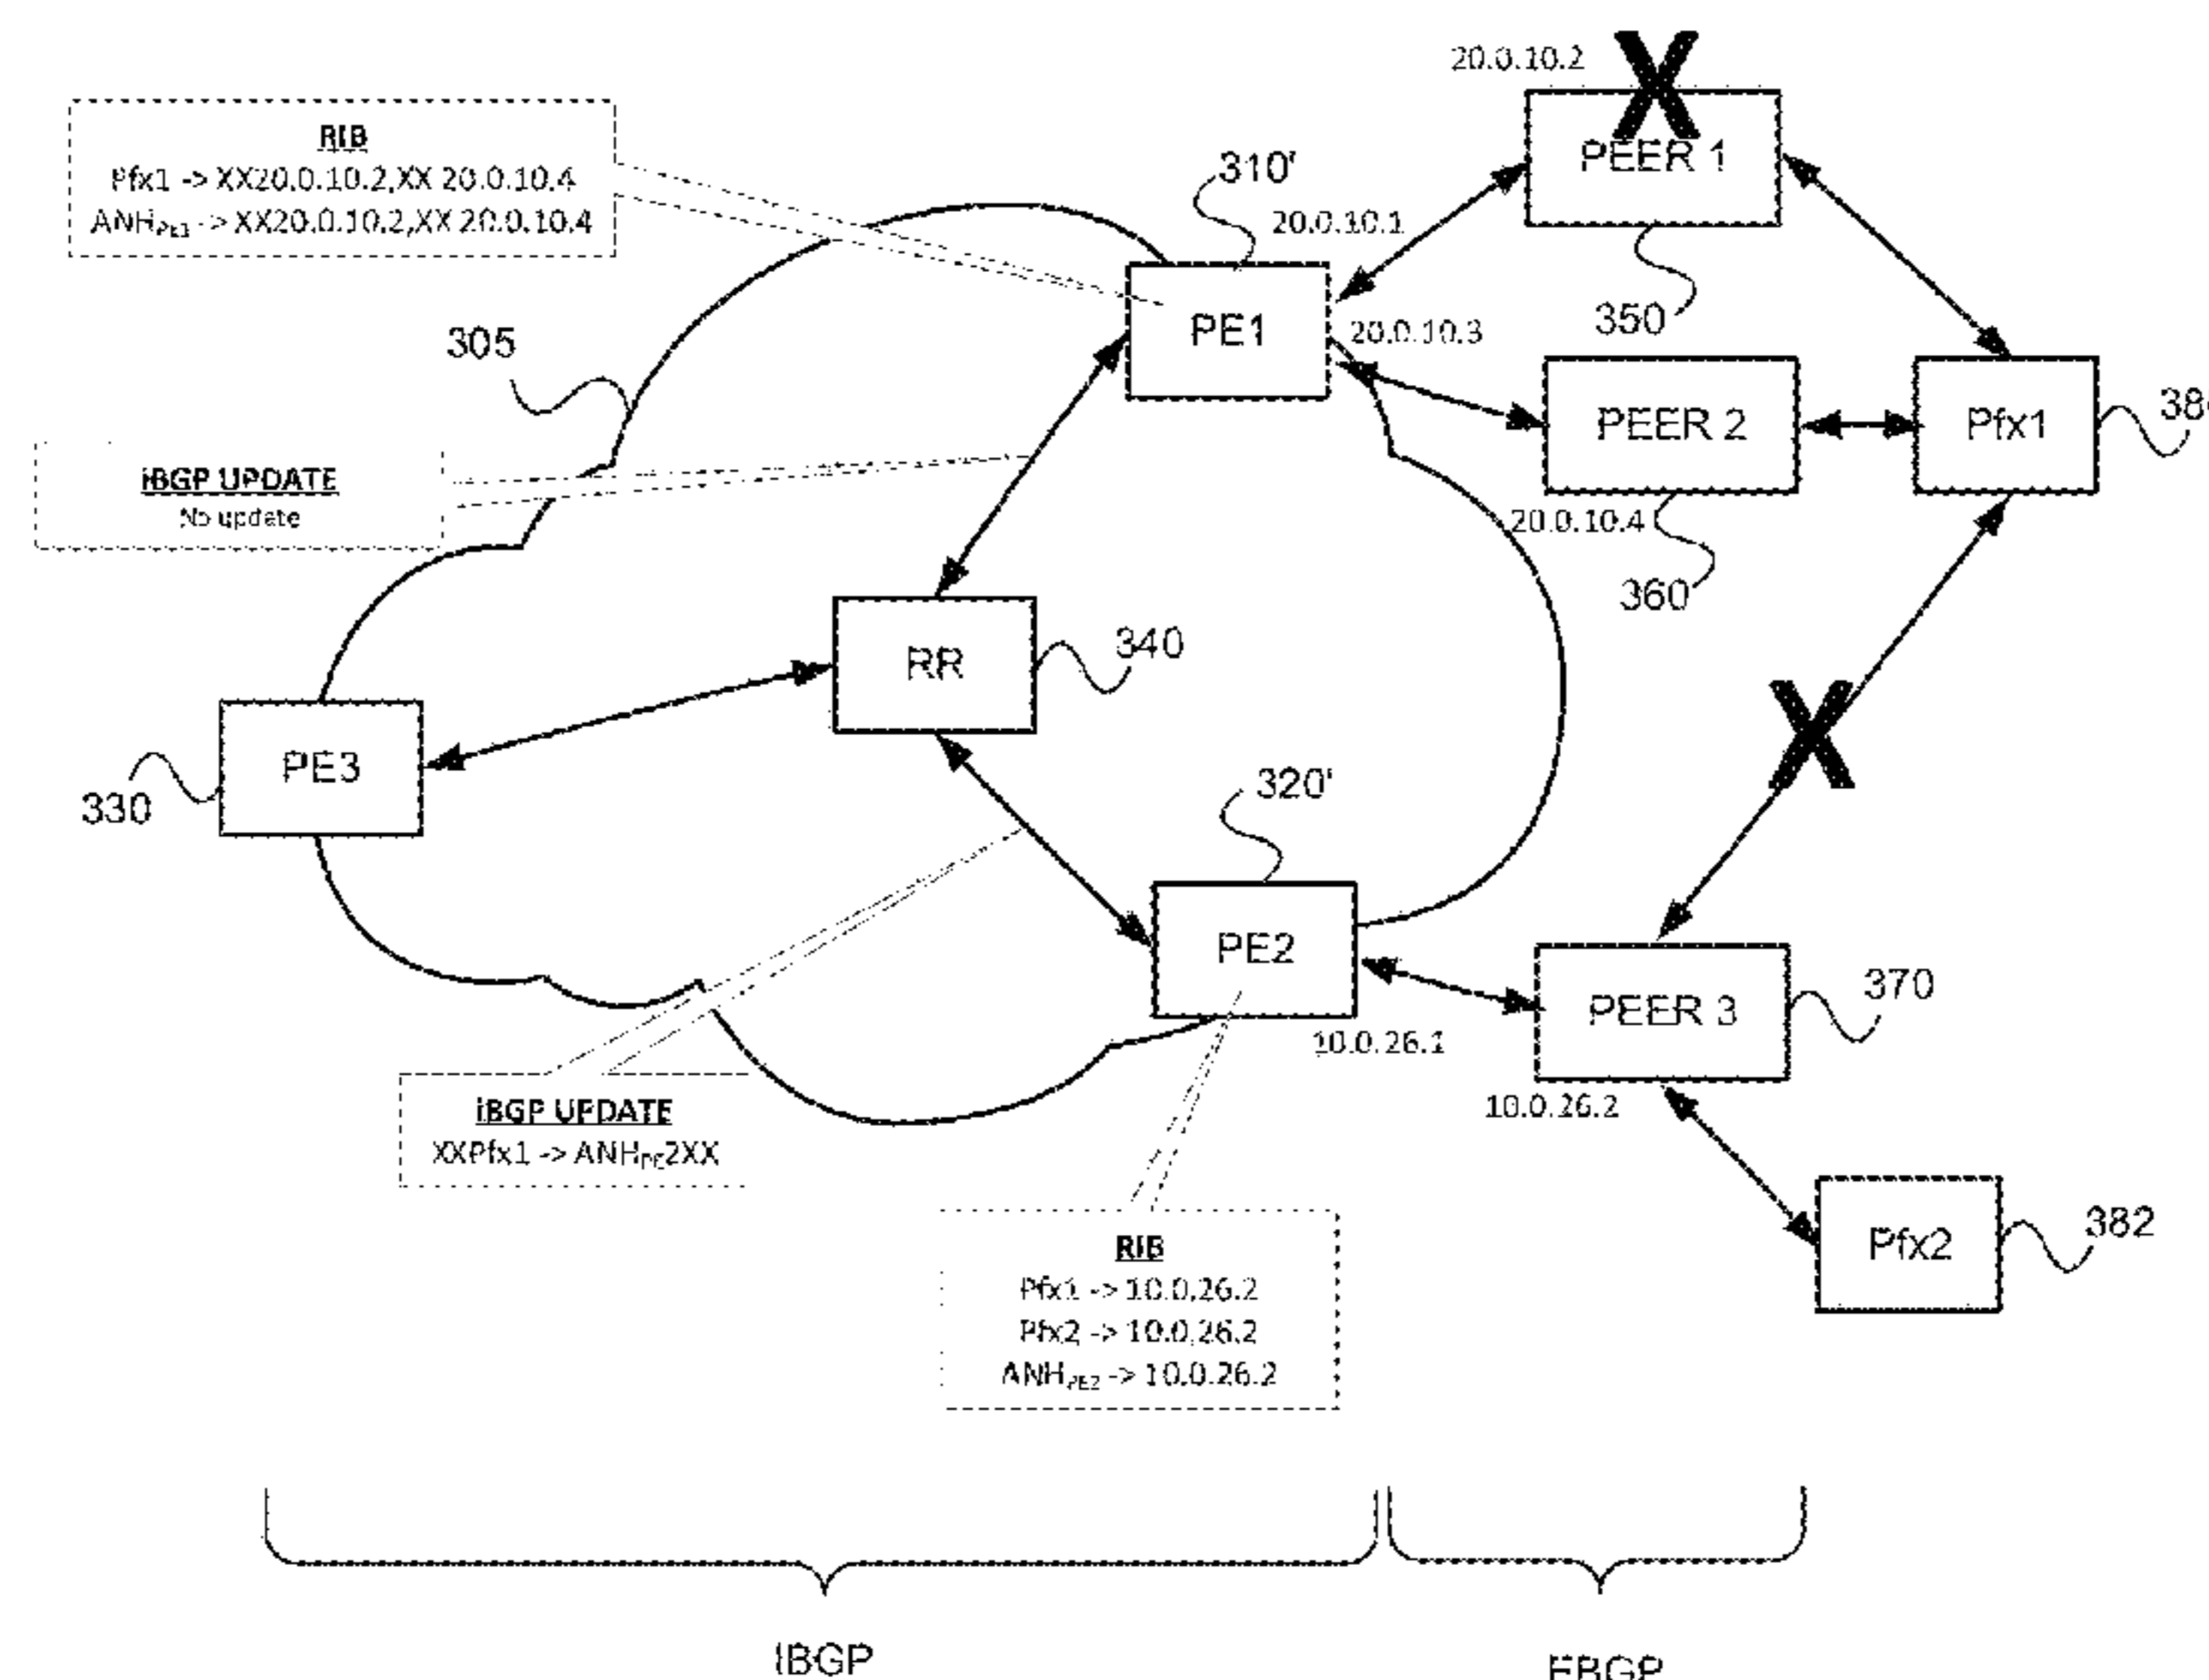 20.0.10.2
X
PEER 1
RIB
Pfx1 -> XX20.0.10.2,XX 20.0.10.4
ANHPE1 -> XX20.0.10.2,XX 20.0.10.4
310'
20.0.10.1
350
PE1
20.0.10.3
305
PEER 2
Pfx1
iBGP UPDATE
No update
20.0.10.4
360
RR
340
X
PE3
330
320'
PE2
PEER 3
370
10.0.26.1
10.0.26.2
iBGP UPDATE
XXPfx1 -> ANHPE2XX
RIB
Pfx1 -> 10.0.26.2
Pfx2 -> 10.0.26.2
ANHPE2 -> 10.0.26.2
Pfx2
382
IBGP
EBGP